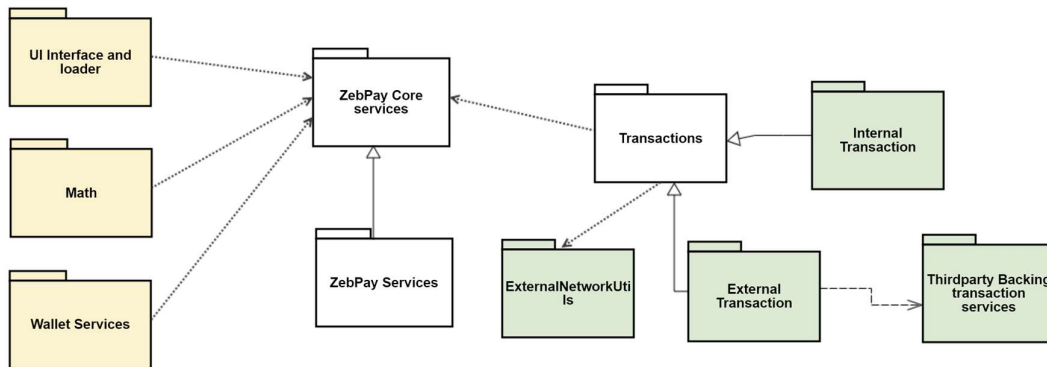 UI Interface and
loader
ZebPay Core
services
Transactions
Internal
Transaction
Math
ZebPay Services
ExternalNetworkUti
ls
External
Transaction
Thirdparty Backing
transaction
services
Wallet Services